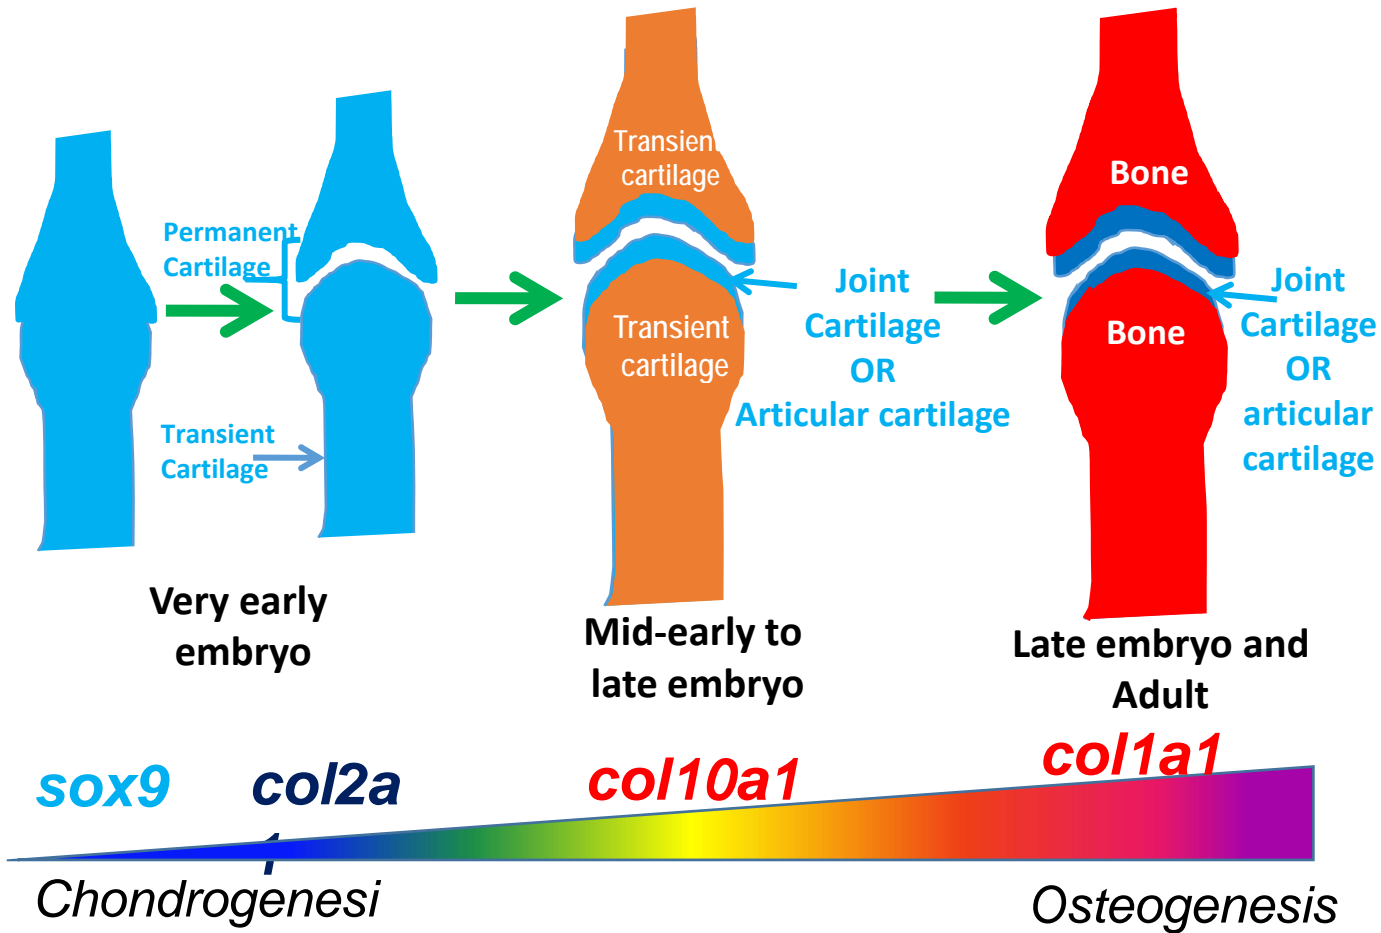 Permanent
Cartilage
Transient
Cartilage
Very early
embryo
Transient
cartilage
Transient
cartilage
Joint
Cartilage
OR
Articular cartilage
Mid-early to
late embryo
Bone
Bone
Joint
Cartilage
OR
articular
cartilage
Late embryo and
Adult
sox9
col2a
1
col10a1
col1a1
Chondrogenesi
Osteogenesis